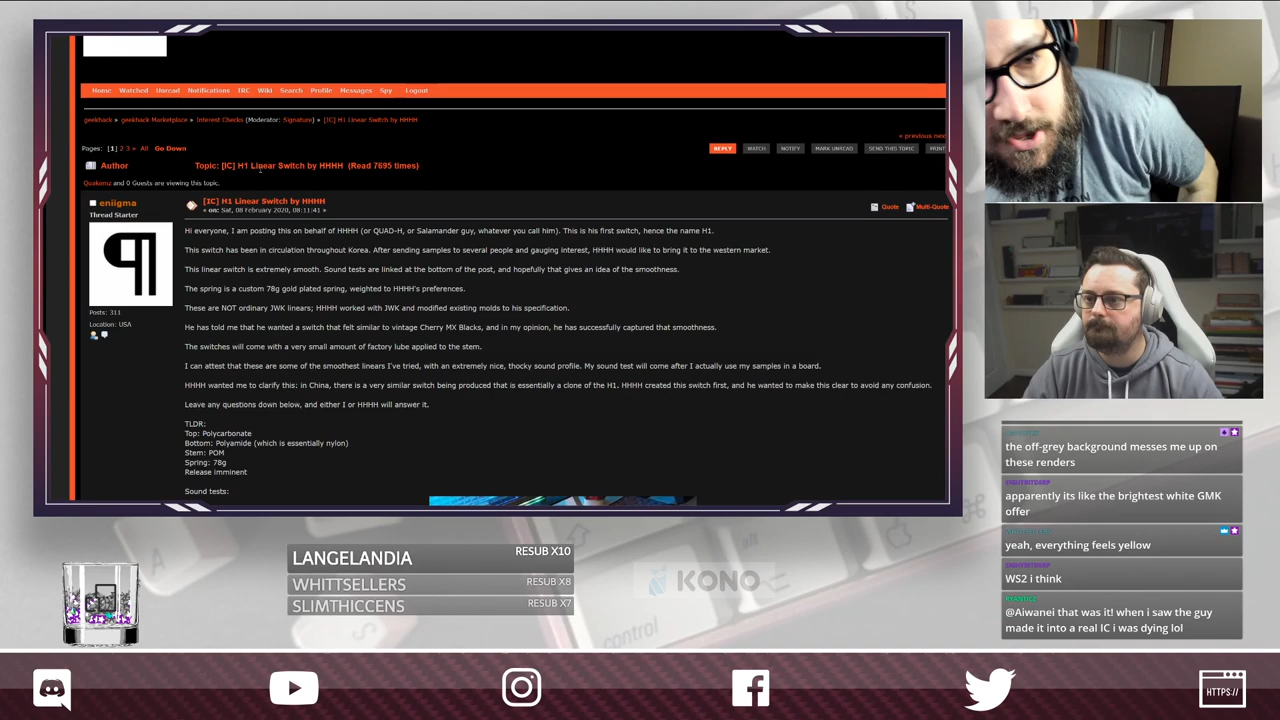 Home Watched Unread Notifications IRC Wiki Search Profile Messages Spy Logout
geekhack » geekhack Marketplace » Interest Checks (Moderator: Signature) » [IC] H1 Linear Switch by HHHH
« previous nex
Pages: [1] 2 3 » All Go Down
REPLY WATCH NOTIFY MARK UNREAD SEND THIS TOPIC PRINT
Author Topic: [IC] H1 Linear Switch by HHHH (Read 7695 times)
Quakemz and 0 Guests are viewing this topic.
eniigma
Thread Starter
Posts: 311
Location: USA
[IC] H1 Linear Switch by HHHH
« on: Sat, 08 February 2020, 08:11:41 »
Quote Multi-Quote
Hi everyone, I am posting this on behalf of HHHH (or QUAD-H, or Salamander guy, whatever you call him). This is his first switch, hence the name H1.
This switch has been in circulation throughout Korea. After sending samples to several people and gauging interest, HHHH would like to bring it to the western market.
This linear switch is extremely smooth. Sound tests are linked at the bottom of the post, and hopefully that gives an idea of the smoothness.
The spring is a custom 78g gold plated spring, weighted to HHHH's preferences.
These are NOT ordinary JWK linears; HHHH worked with JWK and modified existing molds to his specification.
He has told me that he wanted a switch that felt similar to vintage Cherry MX Blacks, and in my opinion, he has successfully captured that smoothness.
The switches will come with a very small amount of factory lube applied to the stem.
I can attest that these are some of the smoothest linears I've tried, with an extremely nice, thocky sound profile. My sound test will come after I actually use my samples in a board.
HHHH wanted me to clarify this: in China, there is a very similar switch being produced that is essentially a clone of the H1. HHHH created this switch first, and he wanted to make this clear to avoid any confusion.
Leave any questions down below, and either I or HHHH will answer it.
TLDR:
Top: Polycarbonate
Bottom: Polyamide (which is essentially nylon)
Stem: POM
Spring: 78g
Release imminent
Sound tests:
the off-grey background messes me up on
these renders
apparently its like the brightest white GMK
offer
yeah, everything feels yellow
WS2 i think
@Aiwanei that was it! when i saw the guy
made it into a real IC i was dying lol
LANGELANDIA RESUB X10
WHITTSELLERS RESUB X8
SLIMTHICCENS RESUB X7
KONO
control
HTTPS://